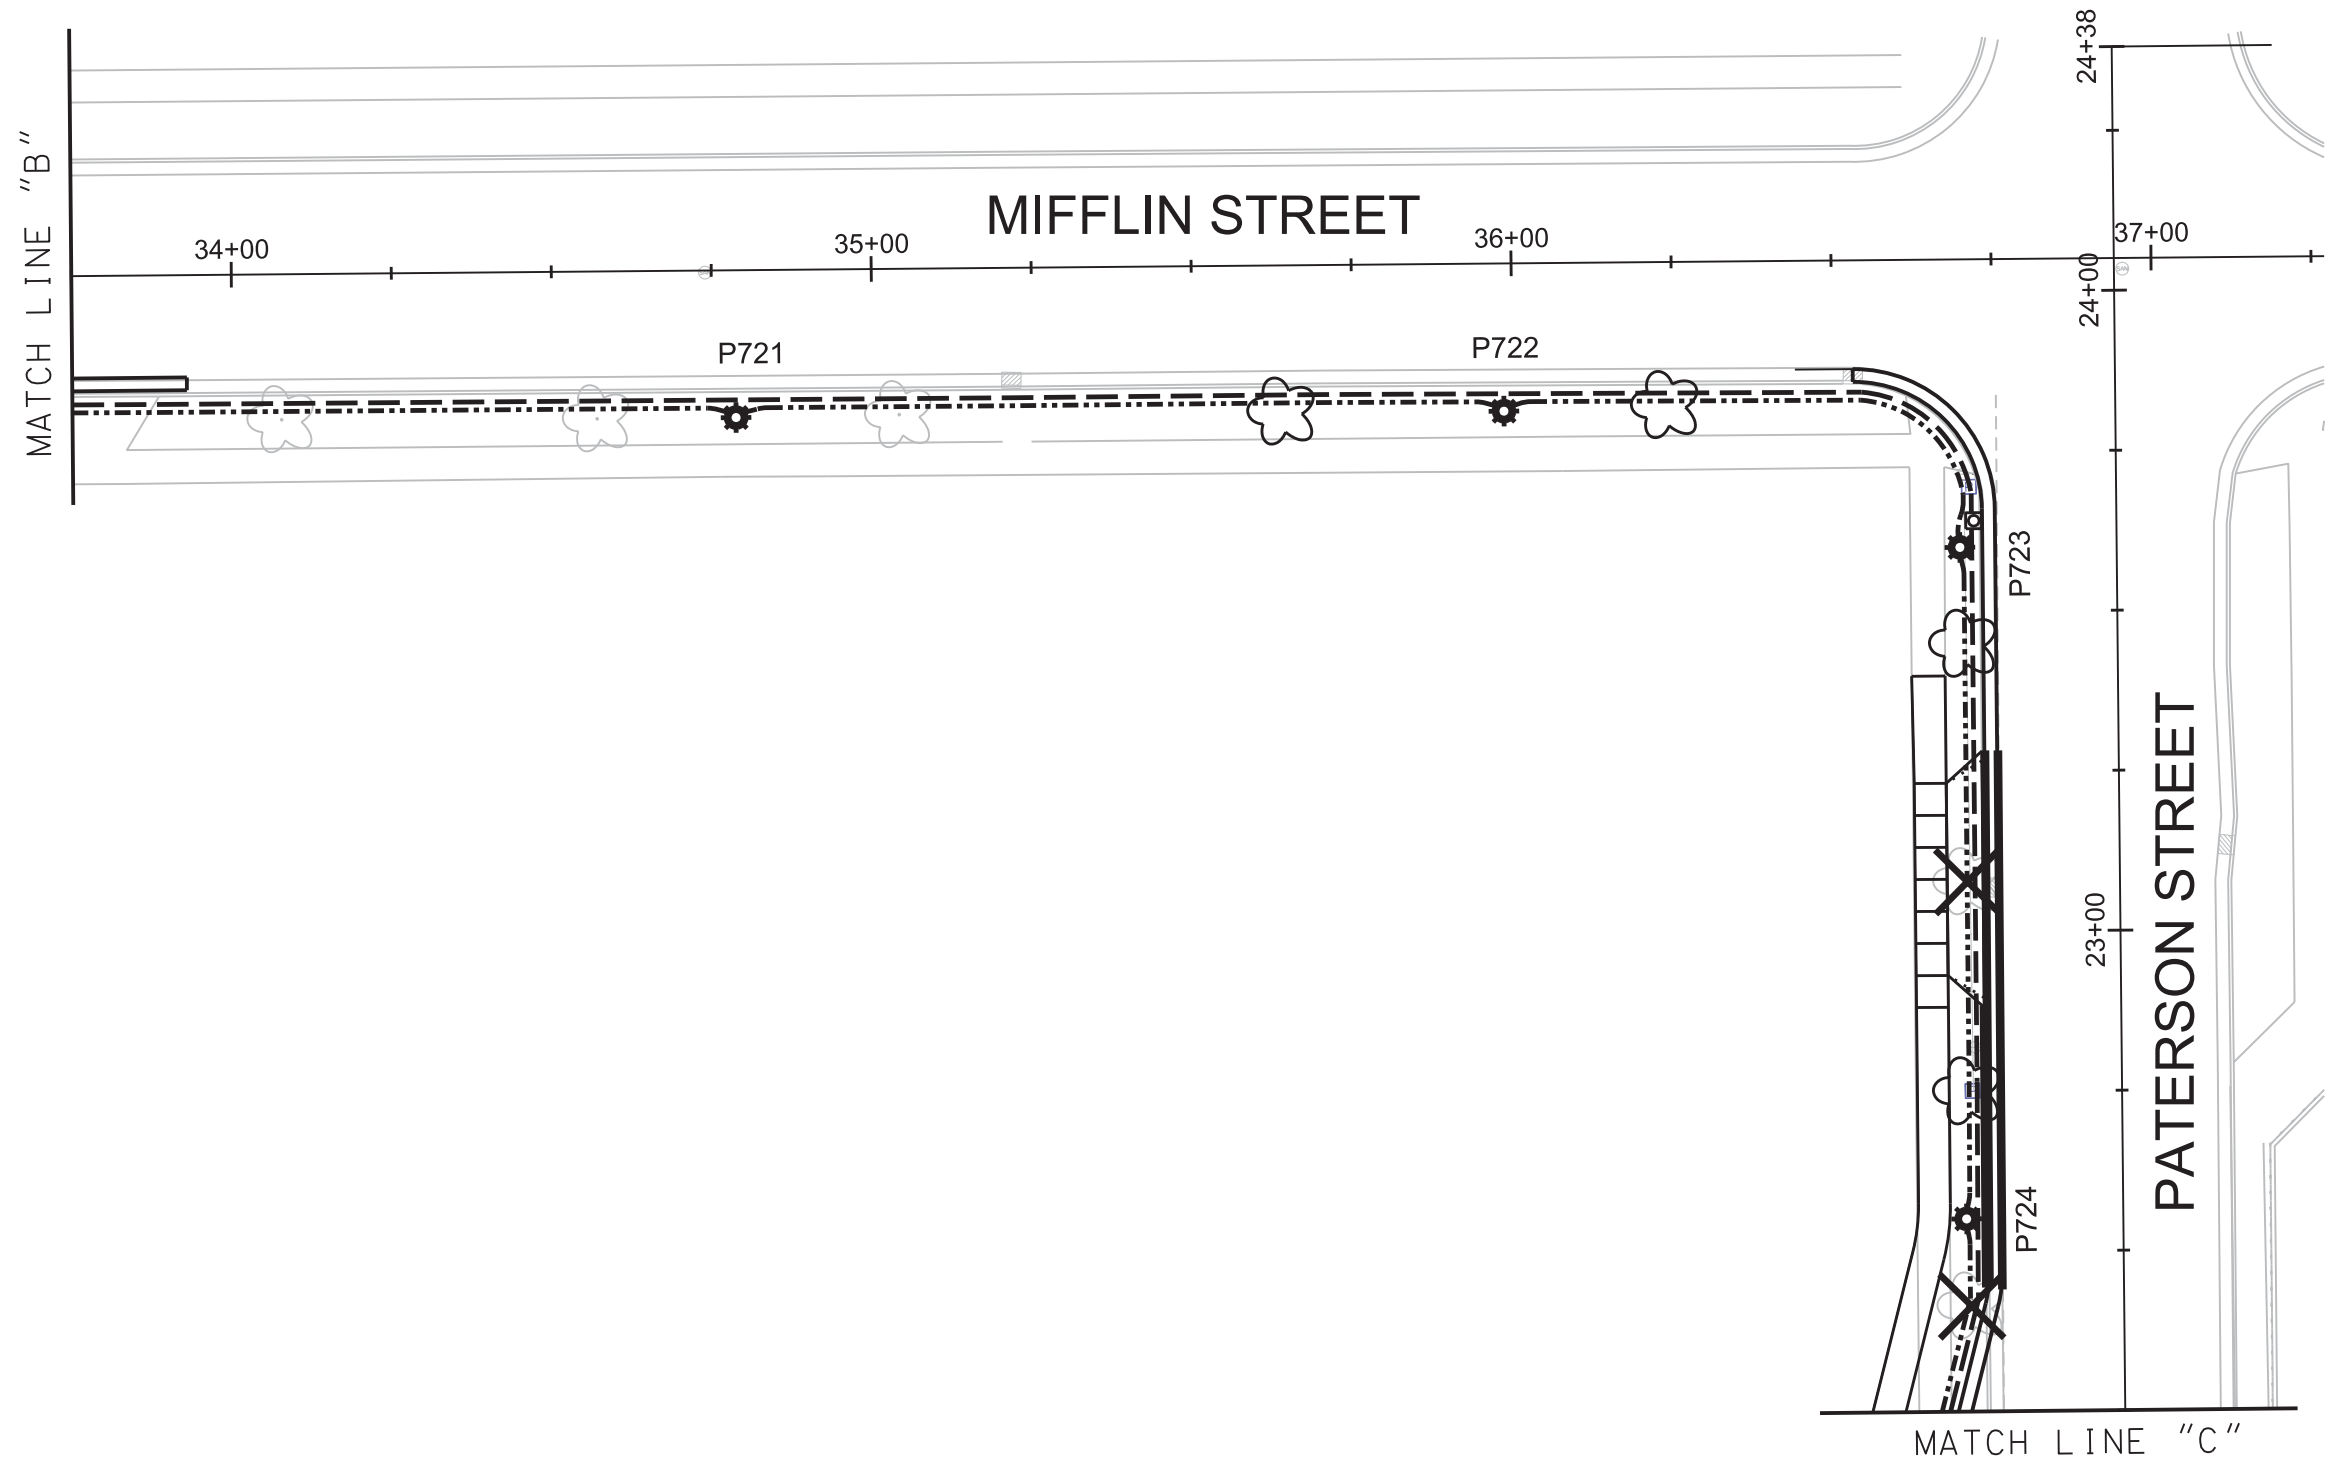 24+38
MATCH LINE "B"
MIFFLIN STREET
34+00
35+00
36+00
37+00
24+00
P721
P722
P723
PATERSON STREET
23+00
P724
MATCH LINE "C"